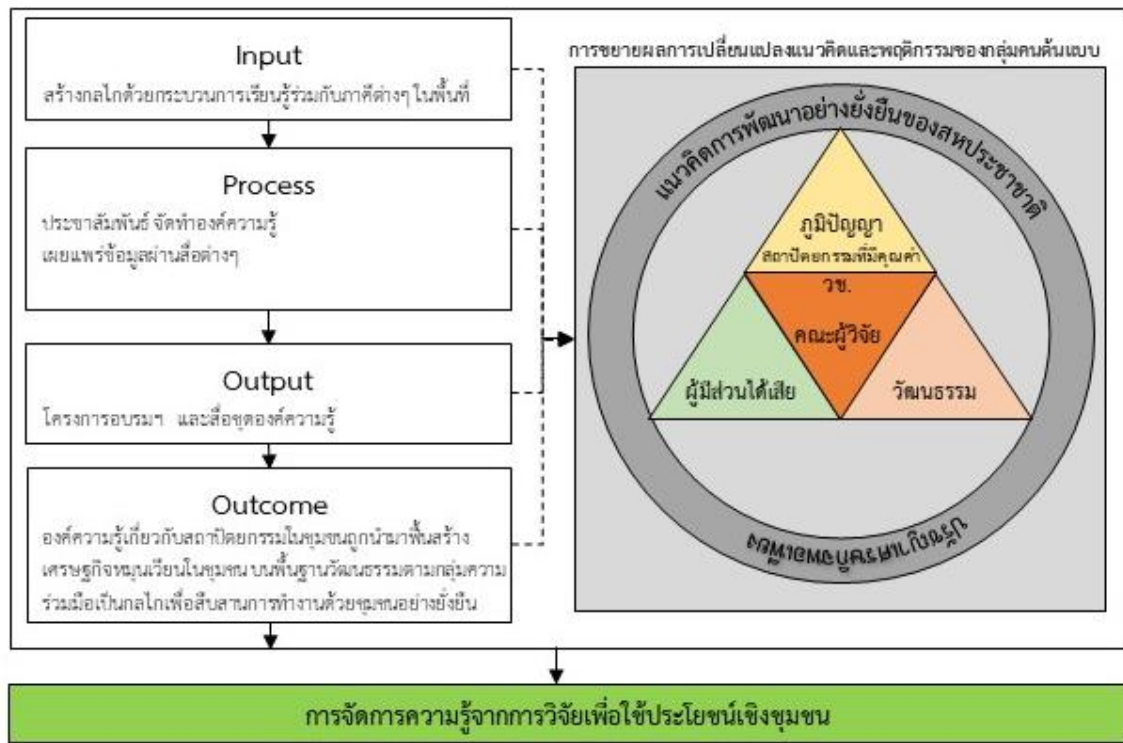 Input
สร้างกลไกด้วยกระบวนการเรียนรู้ร่วมกับภาคีต่างๆ ในพื้นที่
Process
ประชาสัมพันธ์ จัดทำองค์ความรู้
เผยแพร่ข้อมูลผ่านสื่อต่างๆ
Output
โครงการอบรมฯ และสื่อชุดองค์ความรู้
Outcome
องค์ความรู้เกี่ยวกับสถาปัตยกรรมในชุมชนถูกนำมาฟื้นสร้าง
เศรษฐกิจหมุนเวียนในชุมชน บนพื้นฐานวัฒนธรรมตามกลุ่มความ
ร่วมมือเป็นกลไกเพื่อสืบสานการทำงานด้วยชุมชนอย่างยั่งยืน
การขยายผลการเปลี่ยนแปลงแนวคิดและพฤติกรรมของกลุ่มคนต้นแบบ
แนวคิดการพัฒนาอย่างยั่งยืนของสหประชาชาติ
ภูมิปัญญา
สถาปัตยกรรมที่มีคุณค่า
วช.
คณะผู้วิจัย
ผู้มีส่วนได้เสีย
วัฒนธรรม
ปรัชญาเศรษฐกิจพอเพียง
การจัดการความรู้จากการวิจัยเพื่อใช้ประโยชน์เชิงชุมชน